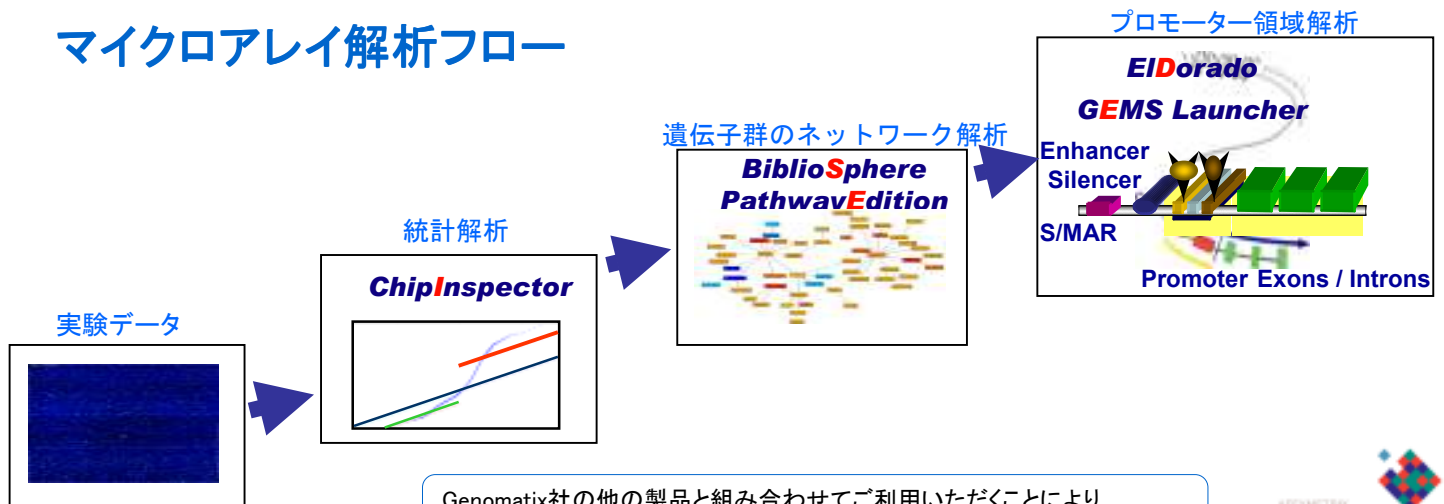 マイクロアレイ解析フロー
プロモーター領域解析
ElDorado
GEMS Launcher
Enhancer
Silencer
S/MAR
Promoter Exons / Introns
遺伝子群のネットワーク解析
BiblioSphere
PathwayEdition
統計解析
ChipInspector
実験データ
Genomatix社の他の製品と組み合わせてご利用いただくことにより